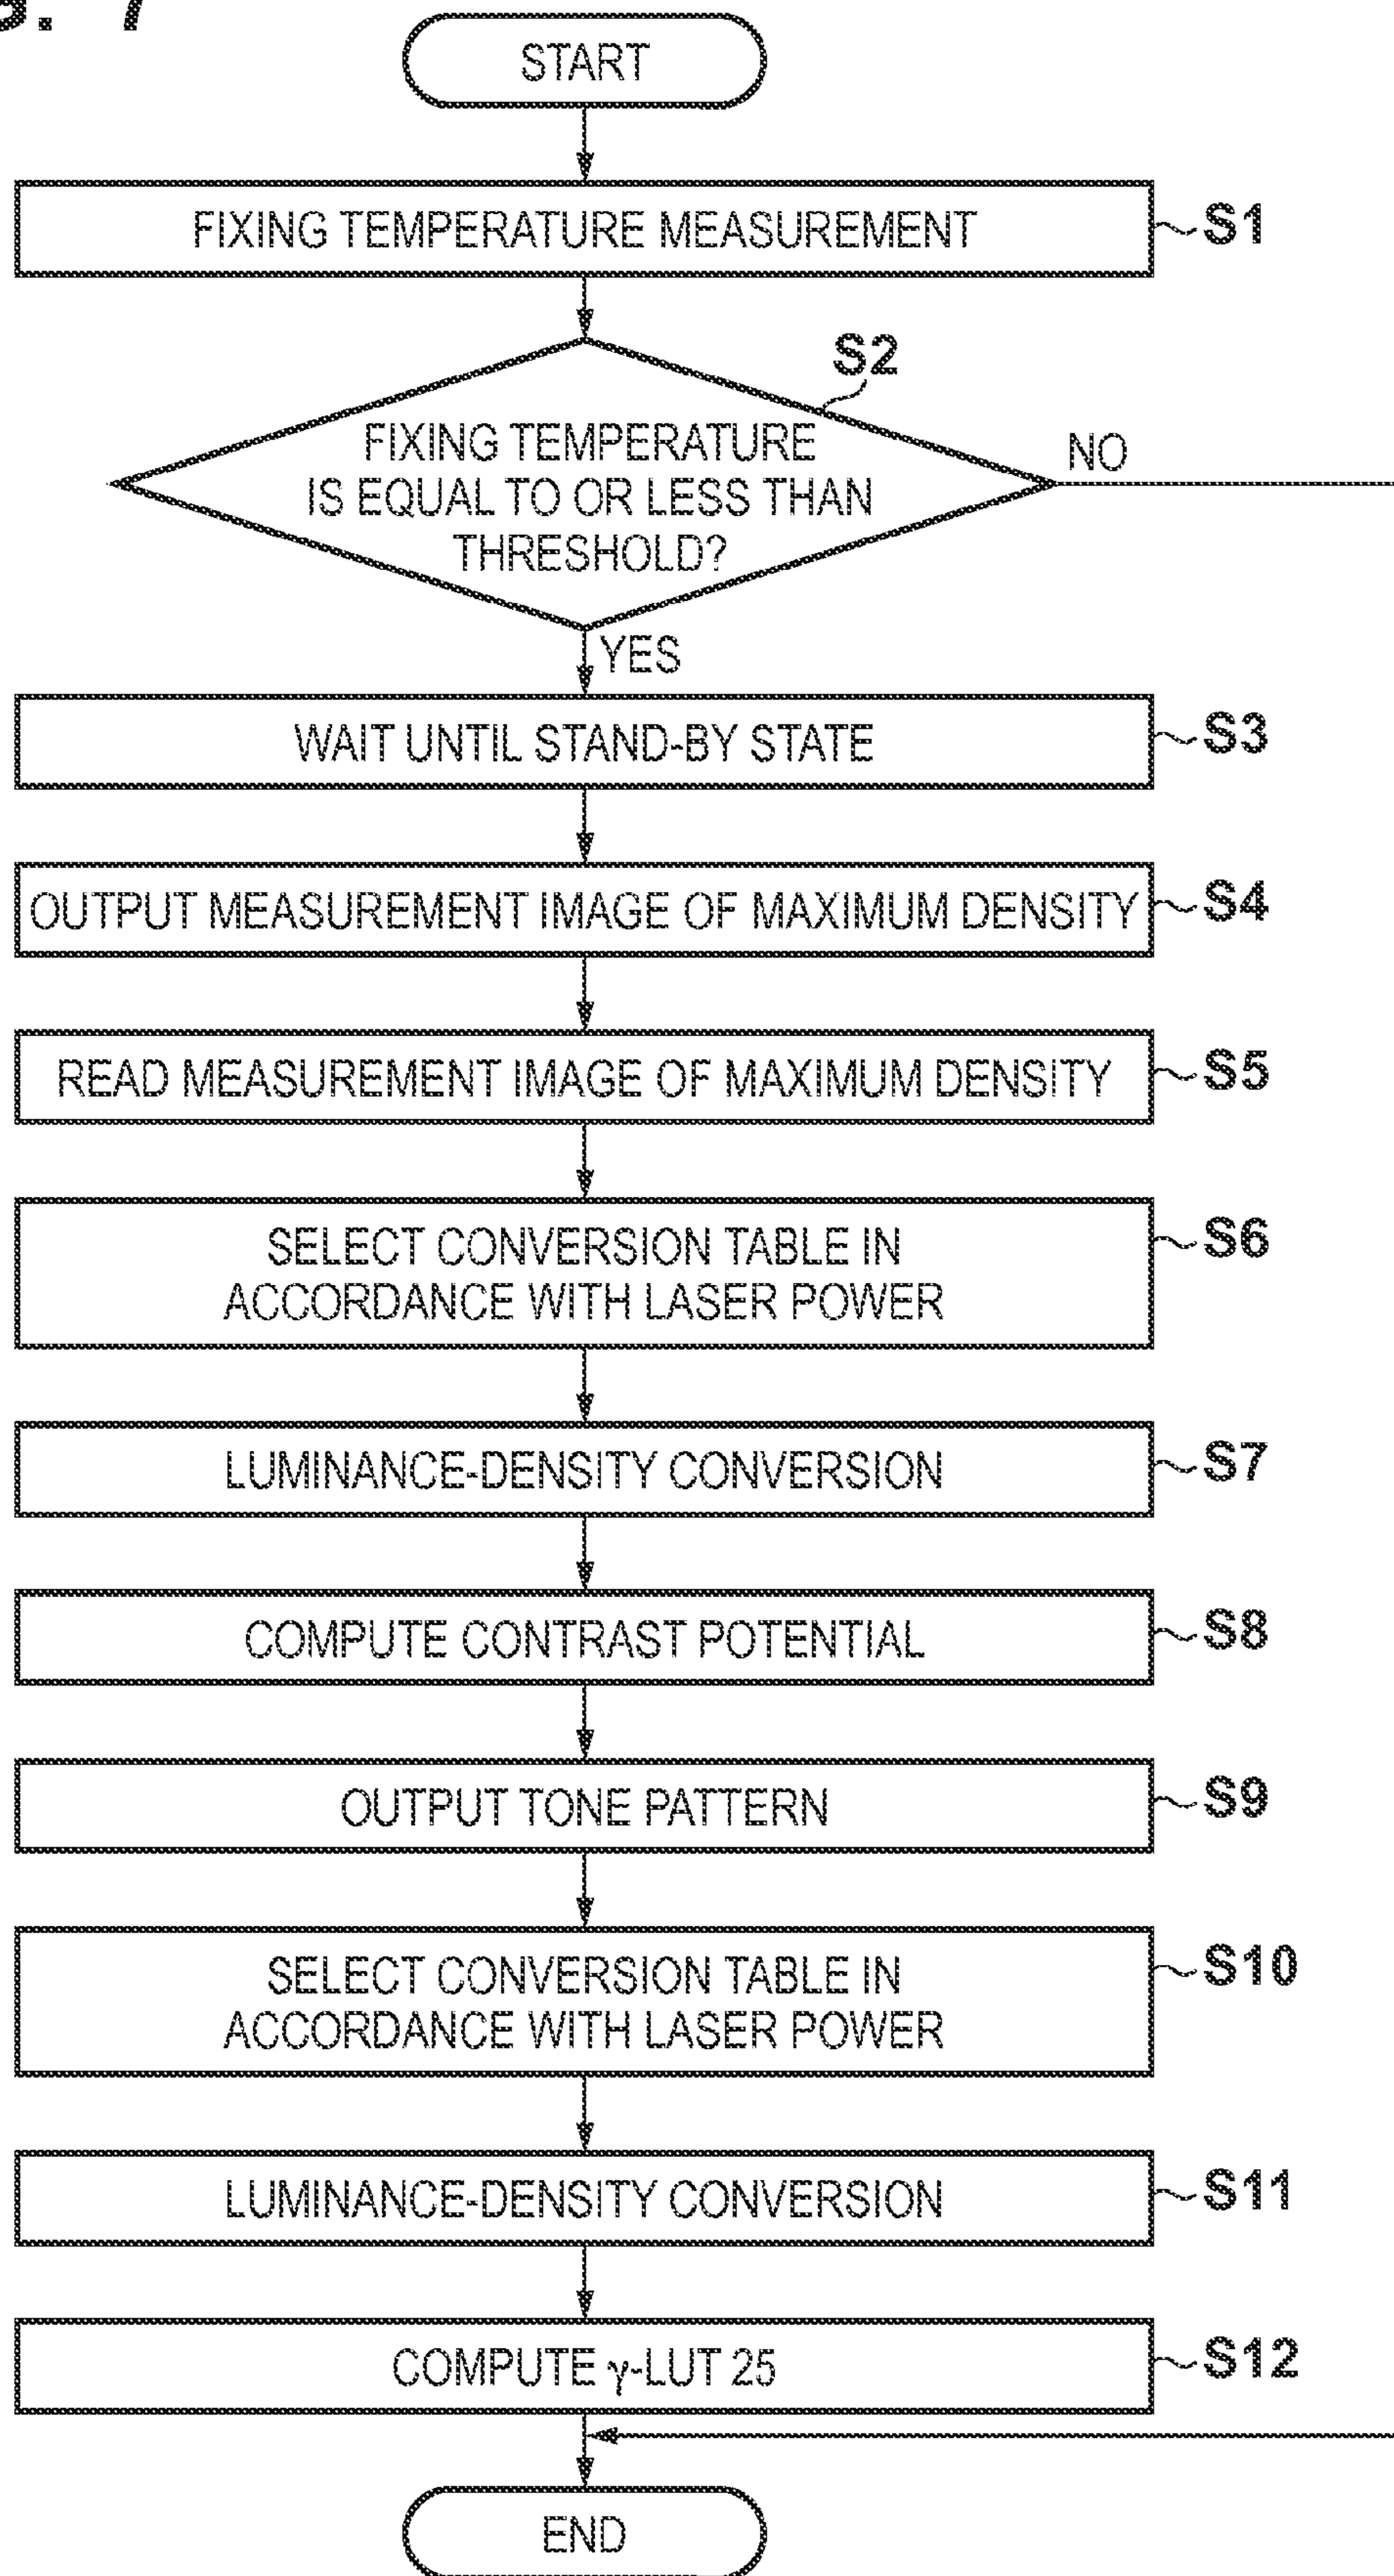 G. 7
START
FIXING TEMPERATURE MEASUREMENT
S1
S2
FIXING TEMPERATURE
IS EQUAL TO OR LESS THAN
THRESHOLD?
NO
YES
WAIT UNTIL STAND-BY STATE
S3
OUTPUT MEASUREMENT IMAGE OF MAXIMUM DENSITY
S4
READ MEASUREMENT IMAGE OF MAXIMUM DENSITY
S5
SELECT CONVERSION TABLE IN
ACCORDANCE WITH LASER POWER
S6
LUMINANCE-DENSITY CONVERSION
S7
COMPUTE CONTRAST POTENTIAL
S8
OUTPUT TONE PATTERN
S9
SELECT CONVERSION TABLE IN
ACCORDANCE WITH LASER POWER
S10
LUMINANCE-DENSITY CONVERSION
S11
COMPUTE γ-LUT 25
S12
END